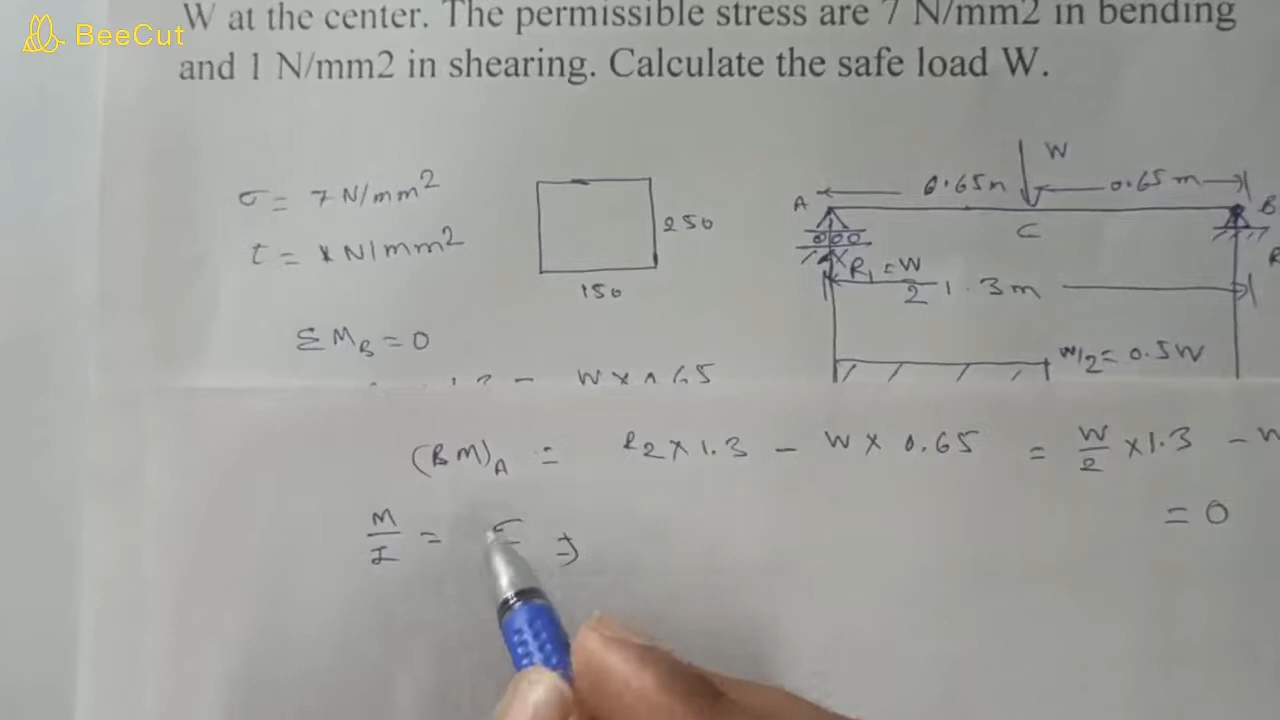 BeeCut
W at the center. The permissible stress are 7 N/mm2 in bending
and 1 N/mm2 in shearing. Calculate the safe load W.
σ = 7 N/mm²
τ = 1 N/mm²
250
150
W
0.65m
0.65m
A
B
C
R₁ = W/2
1.3m
W/2 = 0.5W
ΣM_B = 0
W × 0.65
(BM)_A = R₂ × 1.3 - W × 0.65 = W/2 × 1.3 - W
= 0
M/I = σ ⇒